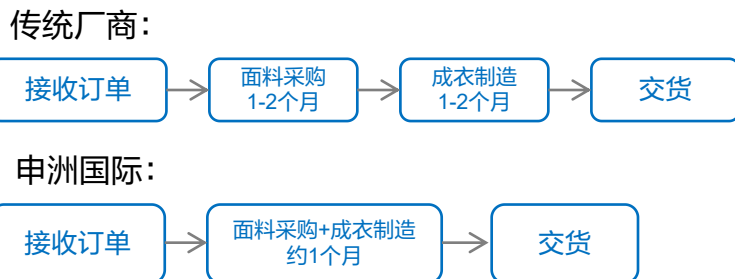 传统厂商：
接收订单
面料采购
1-2个月
成衣制造
1-2个月
交货
申洲国际：
接收订单
面料采购+成衣制造
约1个月
交货